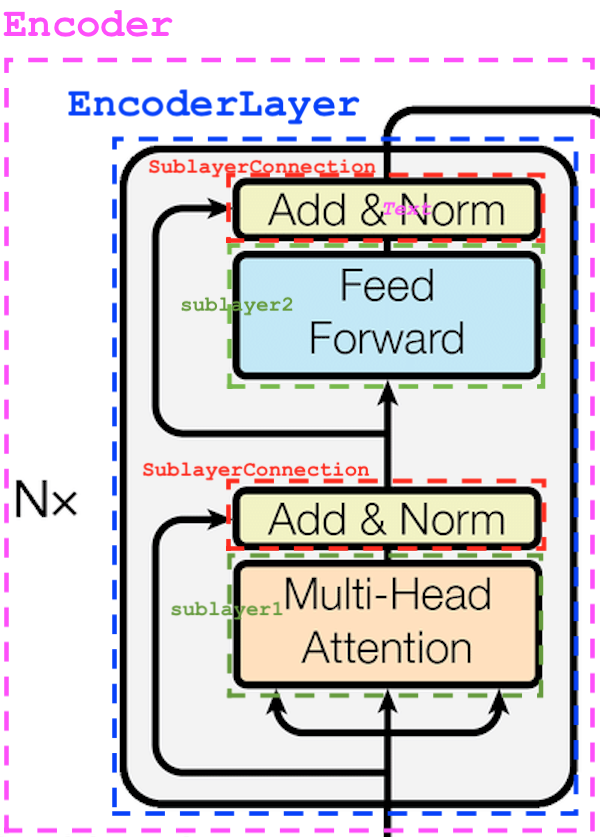 Encoder
EncoderLayer
SublayerConnection
Add & Norm
Text
Feed
Forward
sublayer2
SublayerConnection
Nx
Add & Norm
Multi-Head
Attention
sublayer1